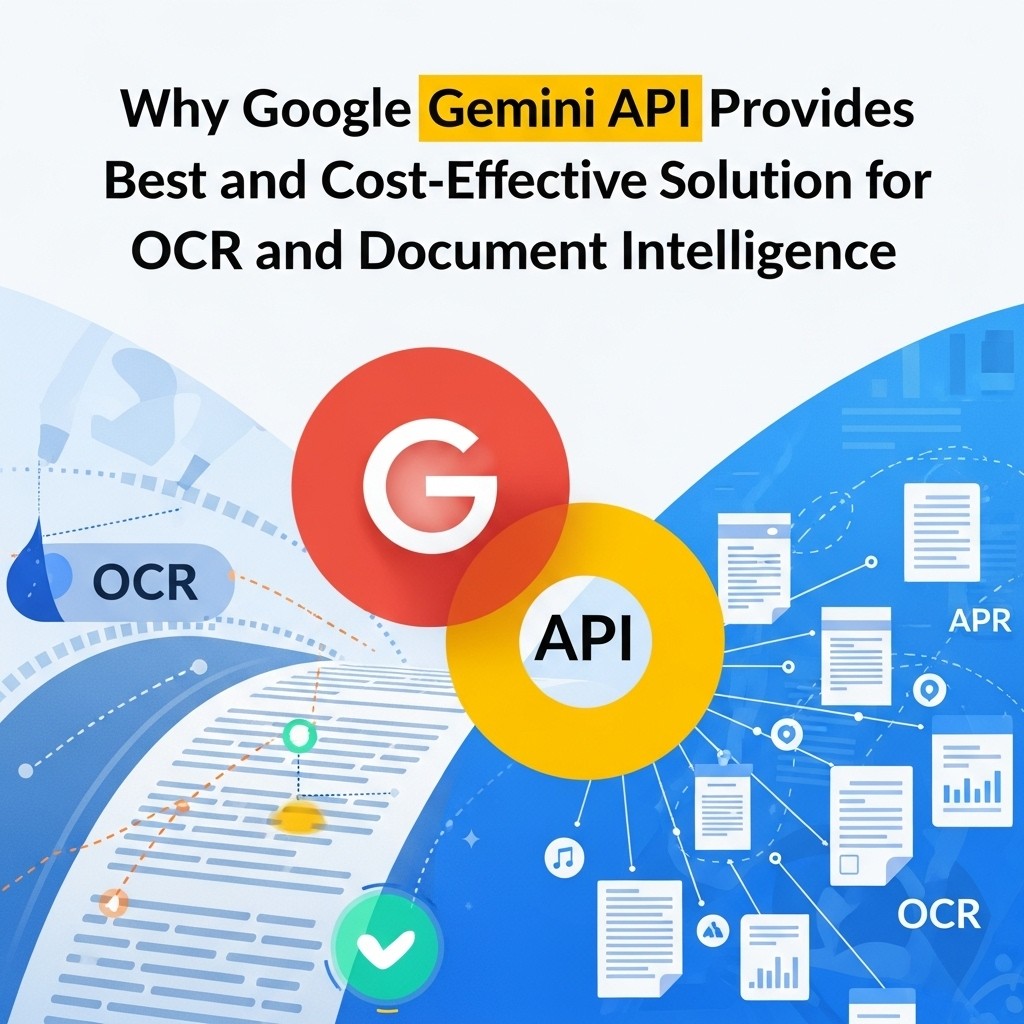 Why Google Gemini API Provides
Best and Cost-Effective Solution for
OCR and Document Intelligence
G
OCR
API
APR
OCR